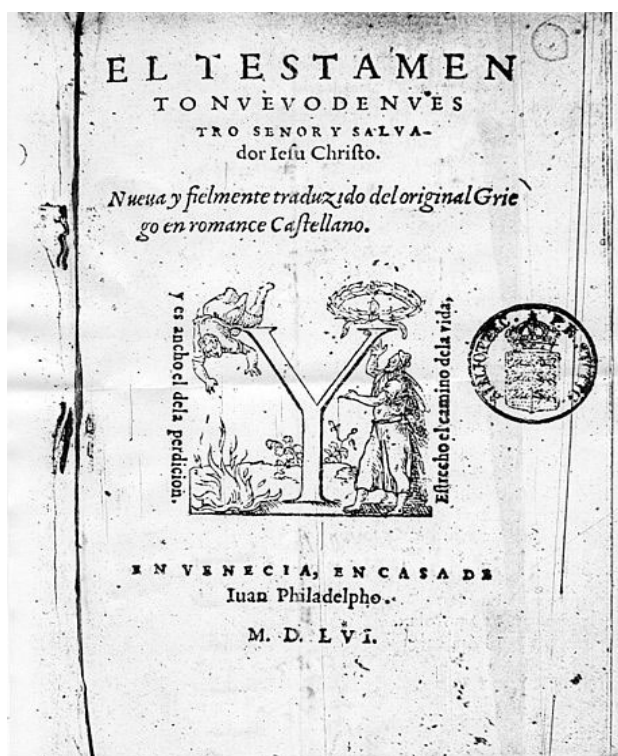 EL TESTAMEN
TO NVEVO DE NVES
TRO SENOR Y SALVA-
dor Iesu Christo.
Nueua y fielmente traduzido del original Grie
go en romance Castellano.
Y es ancho el dela perdicion.
Y
Estrecho el camino dela vida,
EN VENECIA, EN CASA DE
Iuan Philadelpho.
M. D. LVI.